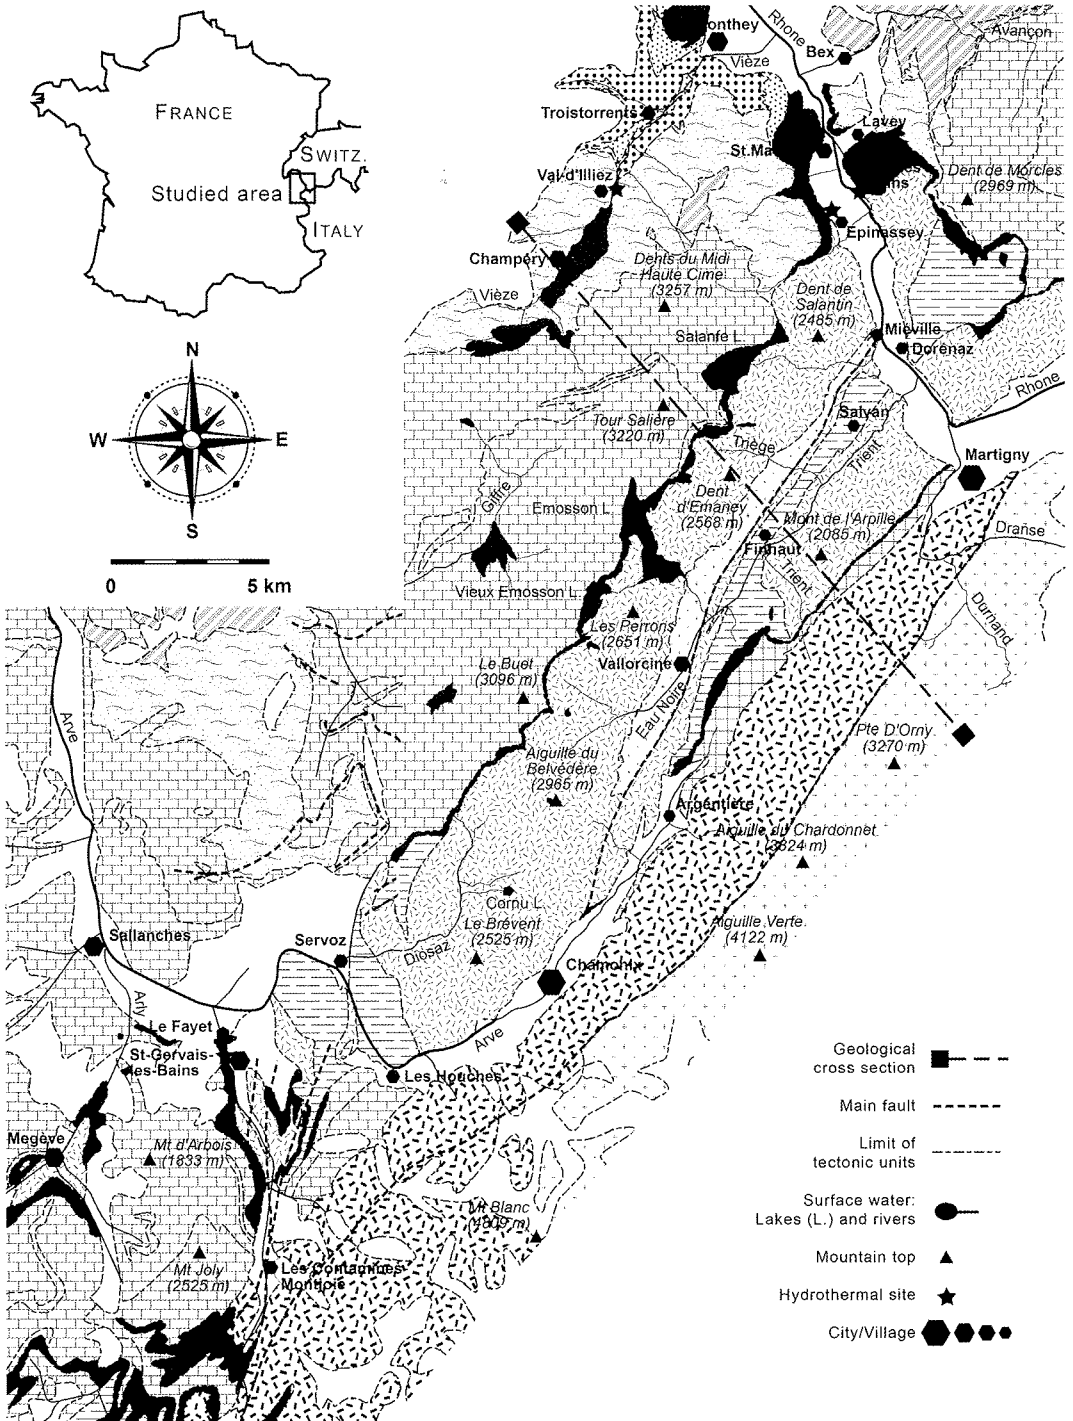 FRANCE
SWITZ.
Studied area
ITALY
N
W
E
S
0
5 km
Rhone
Bex
Avançon
Vièze
Troistorrents
Lavey
Val-d'Illiez
Dent de Morcles
(2969 m)
Epinassey
Champéry
Dents du Midi
Haute Cime
(3257 m)
Vièze
Dent de
Salantin
(2485 m)
Salanfe L.
Miéville
Dorénaz
Rhone
Tour Salière
(3220 m)
Salvan
Triège
Trient
Martigny
Giffre
Emosson L.
Dent
d'Emaney
(2568 m)
Mont de l'Arpille
(2085 m)
Dranse
Finhaut
Trient
Vieux Emosson L.
Durnand
Les Perrons
(2651 m)
Le Buet
(3096 m)
Vallorcine
Eau Noire
Arve
Pte D'Orny
(3270 m)
Aiguille du
Belvédère
(2965 m)
Argentière
Aiguille du Chardonnet
(3824 m)
Cornu L.
Le Brévent
(2525 m)
Aiguille Verte
(4122 m)
Sallanches
Servoz
Diosaz
Chamonix
Arly
Le Fayet
St-Gervais-
les-Bains
Arve
Les Houches
Megève
Mt d'Arbois
(1833 m)
Mt Blanc
(4809 m)
Mt Joly
(2525 m)
Les Contamines-
Montjoie
Geological
cross section
Main fault
Limit of
tectonic units
Surface water:
Lakes (L.) and rivers
Mountain top
Hydrothermal site
City/Village